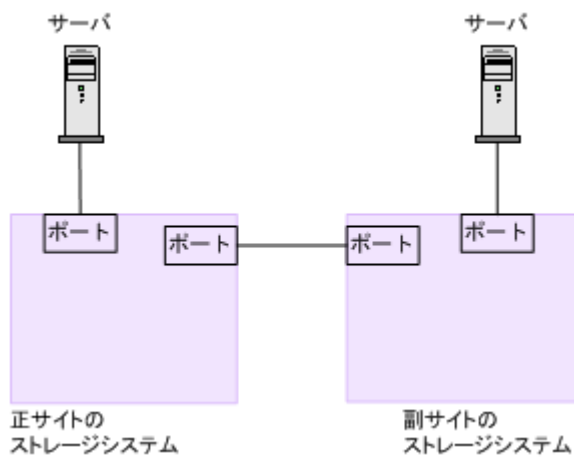 サーバ
サーバ
ポート
ポート
ポート
ポート
正サイトの
ストレージシステム
副サイトの
ストレージシステム